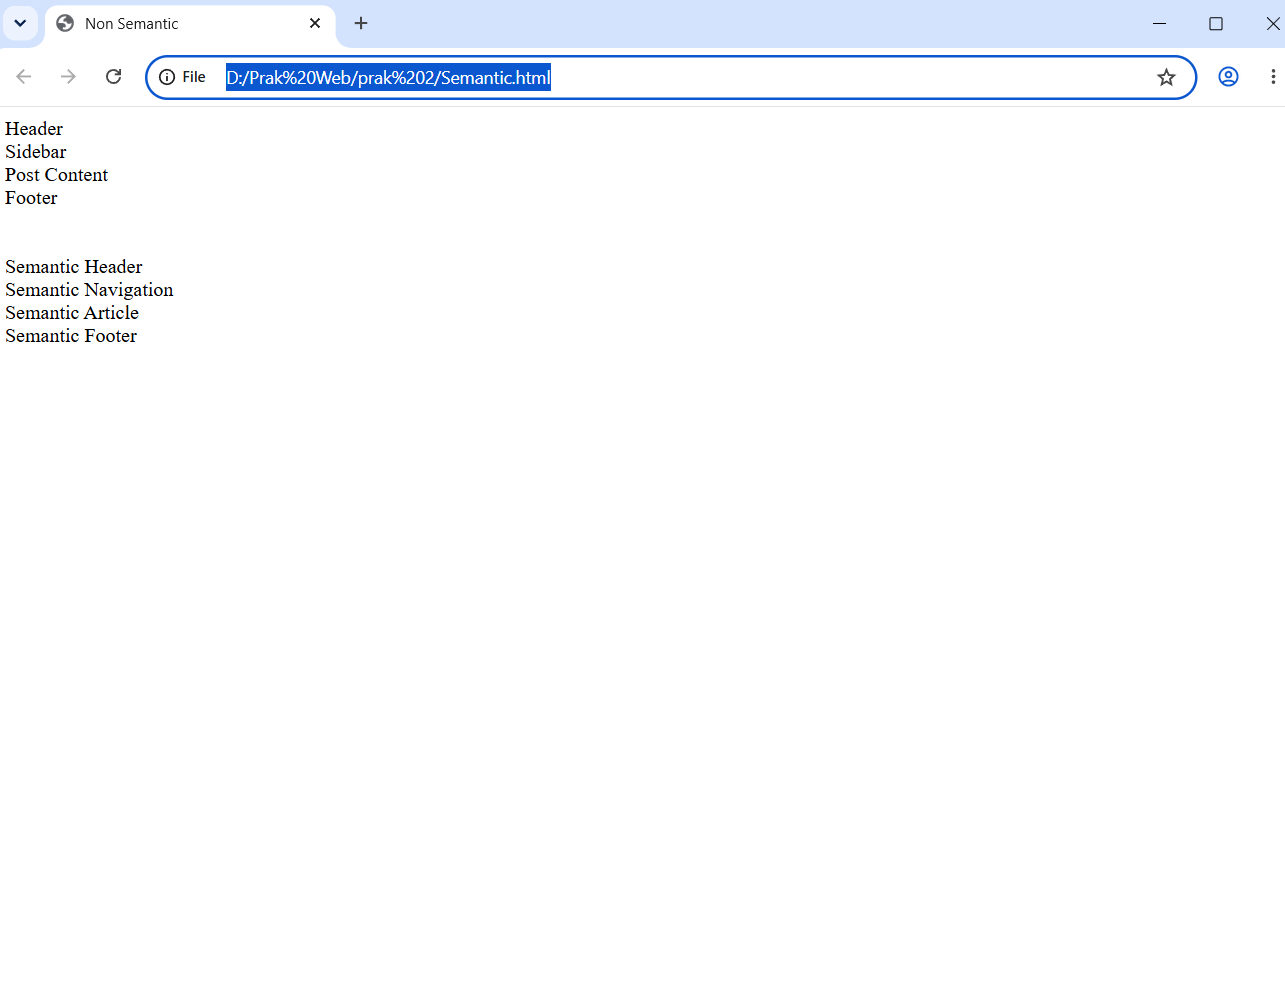 Non Semantic
File D:/Prak%20Web/prak%202/Semantic.html
Header
Sidebar
Post Content
Footer
Semantic Header
Semantic Navigation
Semantic Article
Semantic Footer